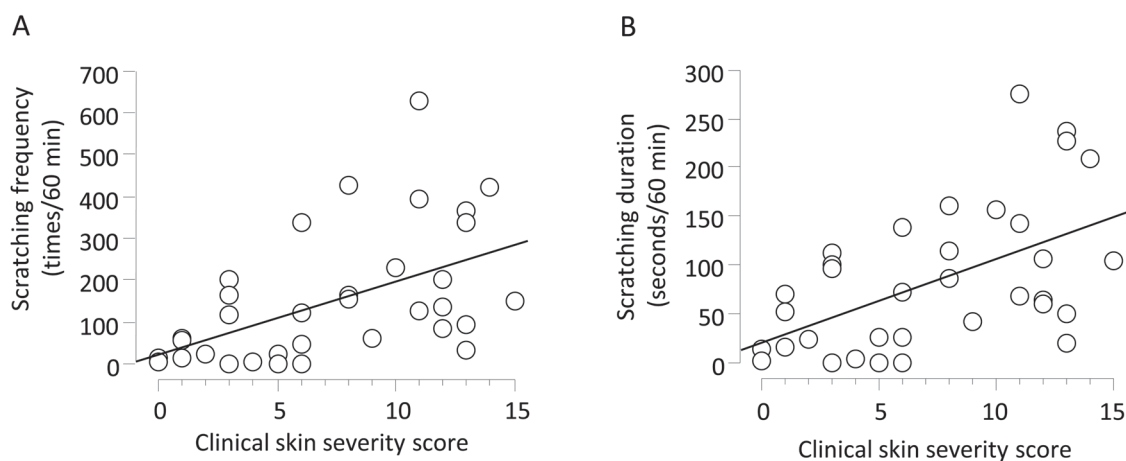 A
Scratching frequency
(times/60 min)
700
600
500
400
300
200
100
0
0 5 10 15
Clinical skin severity score
B
Scratching duration
(seconds/60 min)
300
250
200
150
100
50
0
0 5 10 15
Clinical skin severity score